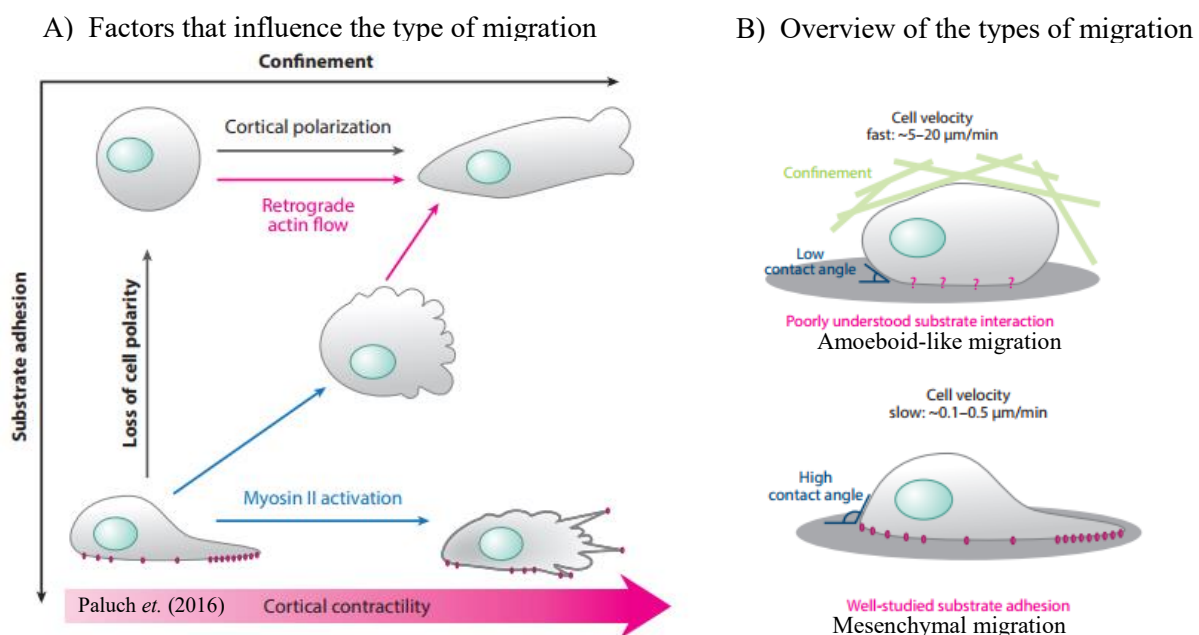 A)  Factors that influence the type of migration
Confinement
Substrate adhesion
Cortical polarization
Retrograde
actin flow
Loss of cell polarity
Myosin II activation
Paluch et. (2016)
Cortical contractility
B)  Overview of the types of migration
Cell velocity
fast: ~5–20 μm/min
Confinement
Low
contact angle
? ? ? ?
Poorly understood substrate interaction
Amoeboid-like migration
Cell velocity
slow: ~0.1–0.5 μm/min
High
contact angle
Well-studied substrate adhesion
Mesenchymal migration